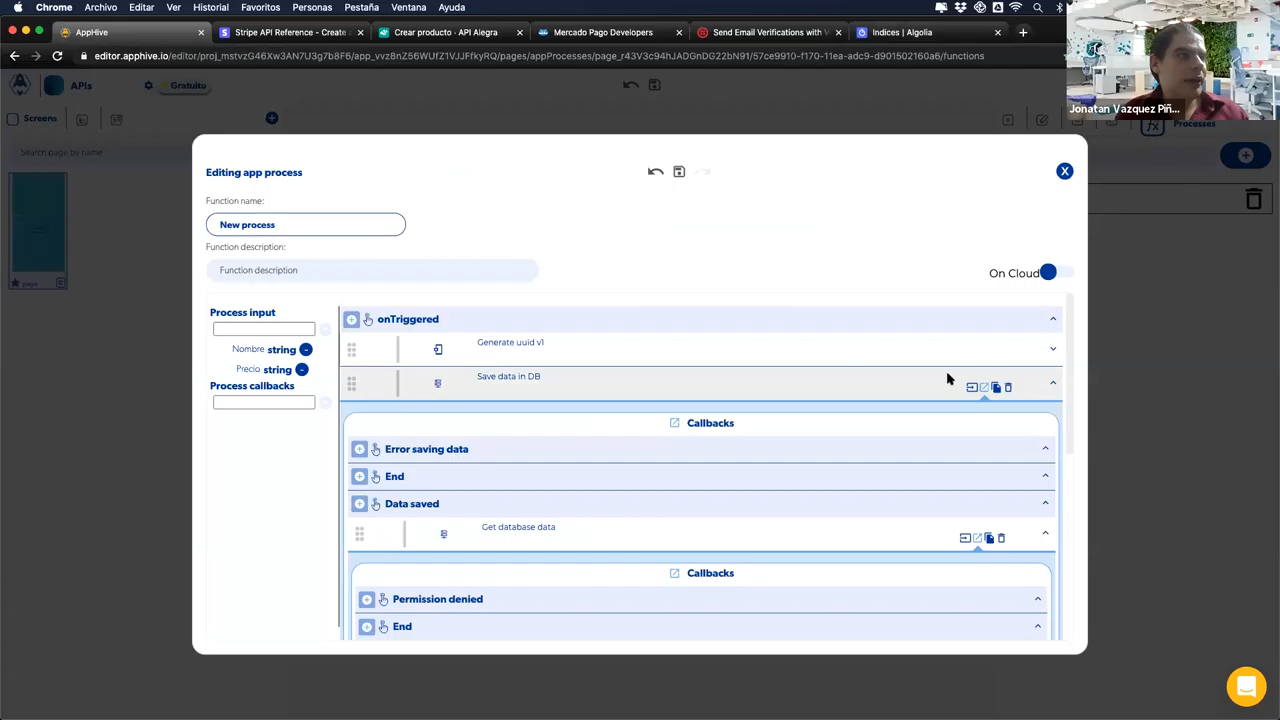 Chrome Archivo Editar Ver Historial Favoritos Personas Pestaña Ventana Ayuda
AppHive
Stripe API Reference - Create
Crear producto - API Alegra
Mercado Pago Developers
Send Email Verifications with
Indices | Algolia
editor.apphive.io/editor/proj_mstvzG46Xw3AN7U3g7b8F6/app_yvz8nZ56WUfZ1VJJFfkyRQ/pages/appProcesses/page_r43V3c94hJADGnDG22bN91/57ce9910-f170-11ea-adc9-d901502160a6/functions
Jonatan Vazquez Piñ...
APIs
Gratuito
Screens
Processes
Search page by name
page
Editing app process
X
Function name:
New process
Function description:
Function description
On Cloud
Process input
Nombre string
Precio string
Process callbacks
onTriggered
Generate uuid v1
Save data in DB
Callbacks
Error saving data
End
Data saved
Get database data
Callbacks
Permission denied
End